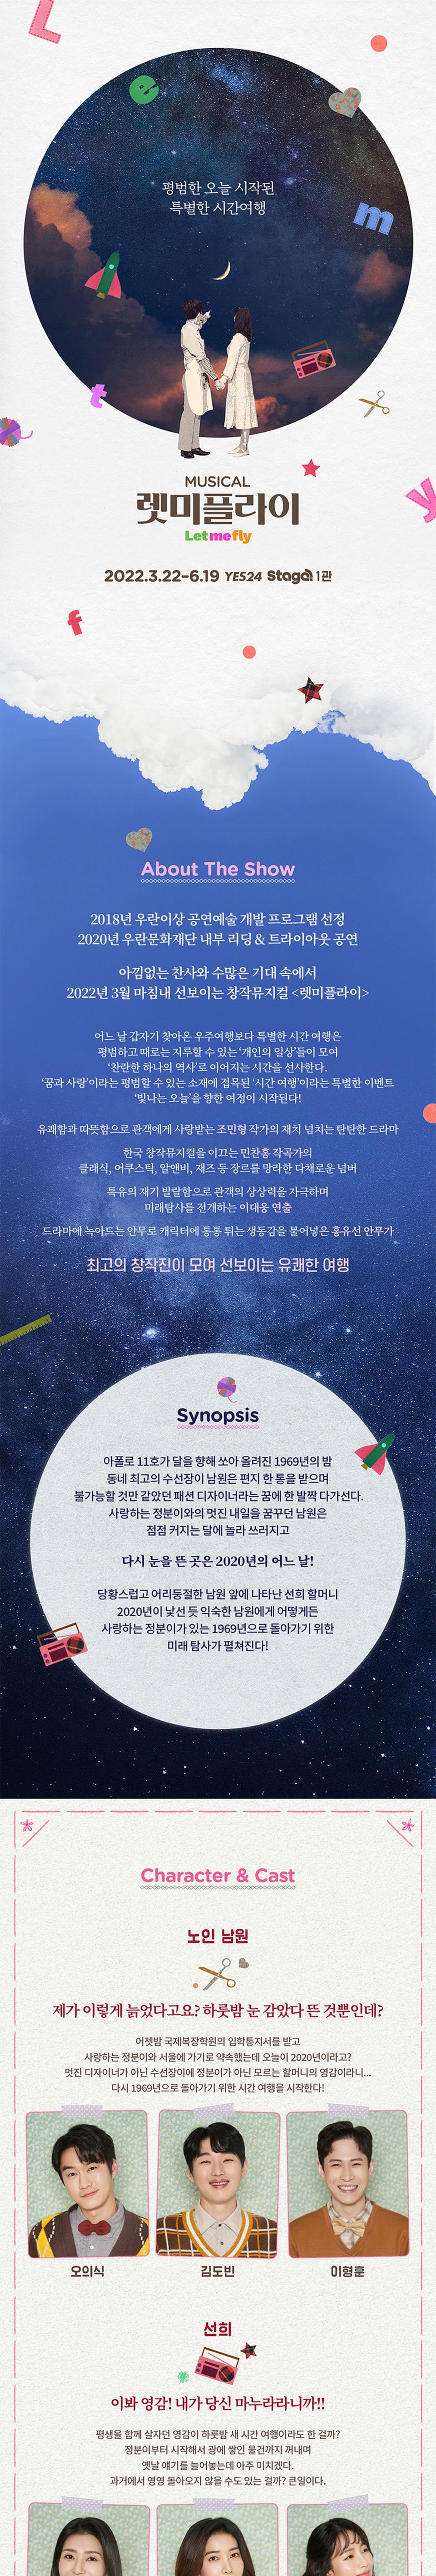 L
e
m
평범한 오늘 시작된
특별한 시간여행
t
y
MUSICAL
렛미플라이
Let me fly
2022.3.22-6.19 YES24 Stage 1관
f
About The Show
2018년 우란이상 공연예술 개발 프로그램 선정
2020년 우란문화재단 내부 리딩 & 트라이아웃 공연
아낌없는 찬사와 수많은 기대 속에서
2022년 3월 마침내 선보이는 창작뮤지컬 <렛미플라이>
어느 날 갑자기 찾아온 우주여행보다 특별한 시간 여행은
평범하고 때로는 지루할 수 있는 '개인의 일상'들이 모여
'찬란한 하나의 역사'로 이어지는 시간을 선사한다.
'꿈과 사랑'이라는 평범할 수 있는 소재에 접목된 '시간 여행'이라는 특별한 이벤트
'빛나는 오늘'을 향한 여정이 시작된다!
유쾌함과 따뜻함으로 관객에게 사랑받는 조민형 작가의 재치 넘치는 탄탄한 드라마
한국 창작뮤지컬을 이끄는 민찬홍 작곡가의
클래식, 어쿠스틱, 알앤비, 재즈 등 장르를 망라한 다채로운 넘버
특유의 재기 발랄함으로 관객의 상상력을 자극하며
미래탐사를 전개하는 이대웅 연출
드라마에 녹아드는 안무로 캐릭터에 통통 튀는 생동감을 불어넣은 홍유선 안무가
최고의 창작진이 모여 선보이는 유쾌한 여행
Synopsis
아폴로 11호가 달을 향해 쏘아 올려진 1969년의 밤
동네 최고의 수선장이 남원은 편지 한 통을 받으며
불가능할 것만 같았던 패션 디자이너라는 꿈에 한 발짝 다가선다.
사랑하는 정분이와의 멋진 내일을 꿈꾸던 남원은
점점 커지는 달에 놀라 쓰러지고
다시 눈을 뜬 곳은 2020년의 어느 날!
당황스럽고 어리둥절한 남원 앞에 나타난 선희 할머니
2020년이 낯선 듯 익숙한 남원에게 어떻게든
사랑하는 정분이가 있는 1969년으로 돌아가기 위한
미래 탐사가 펼쳐진다!
Character & Cast
노인 남원
제가 이렇게 늙었다고요? 하룻밤 눈 감았다 뜬 것뿐인데?
어젯밤 국제복장학원의 입학통지서를 받고
사랑하는 정분이와 서울에 가기로 약속했는데 오늘이 2020년이라고?
멋진 디자이너가 아닌 수선장이에 정분이가 아닌 모르는 할머니의 영감이라니...
다시 1969년으로 돌아가기 위한 시간 여행을 시작한다!
오의식
김도빈
이형훈
선희
이봐 영감! 내가 당신 마누라라니까!!
평생을 함께 살자던 영감이 하룻밤 새 시간 여행이라도 한 걸까?
정분이부터 시작해서 광에 쌓인 물건까지 꺼내며
옛날 얘기를 늘어놓는데 아주 미치겠다.
과거에서 영영 돌아오지 않을 수도 있는 걸까? 큰일이다.